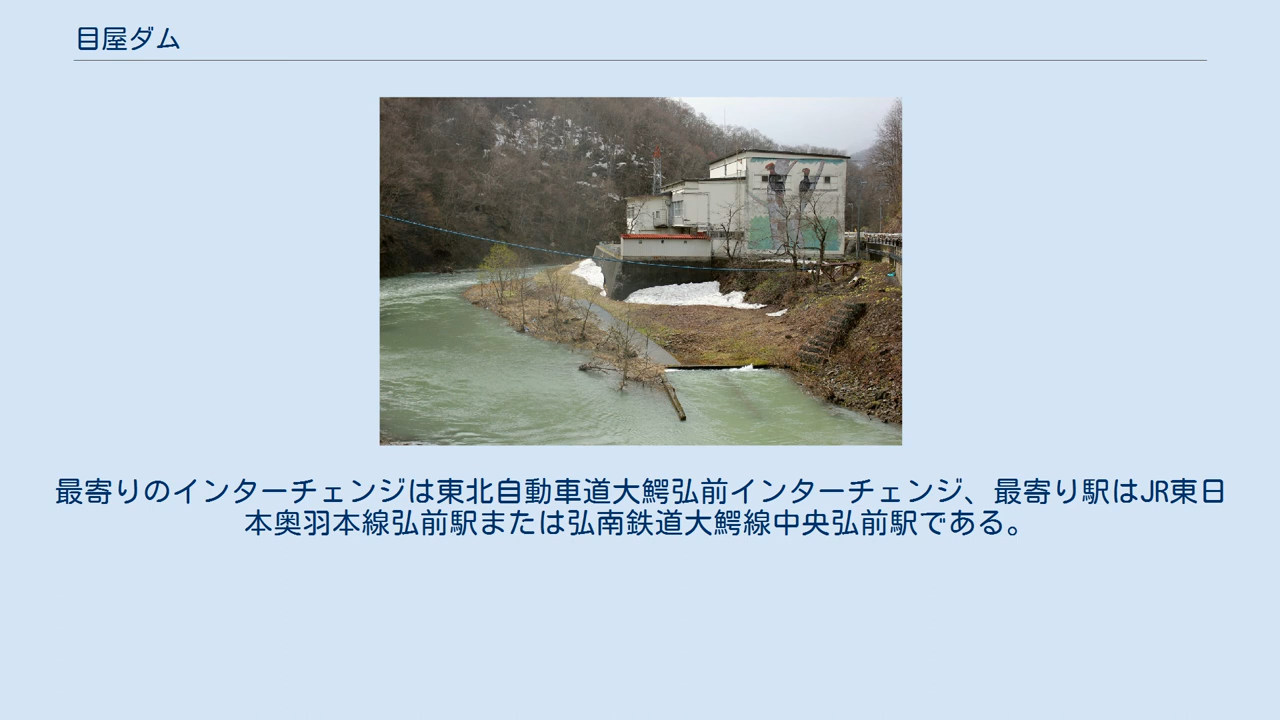 目屋ダム
最寄りのインターチェンジは東北自動車道大鰐弘前インターチェンジ、最寄り駅はJR東日
本奥羽本線弘前駅または弘南鉄道大鰐線中央弘前駅である。